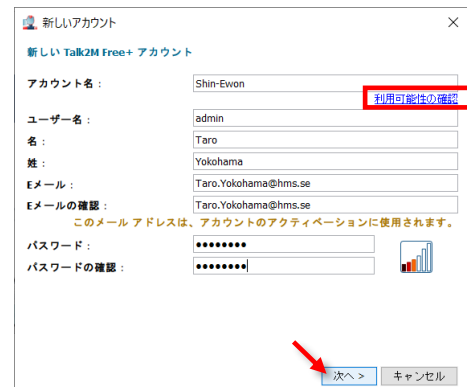 新しいアカウント
新しい Talk2M Free+ アカウント
アカウント名： Shin-Ewon
利用可能性の確認
ユーザー名： admin
名： Taro
姓： Yokohama
Eメール： Taro.Yokohama@hms.se
Eメールの確認： Taro.Yokohama@hms.se
このメール アドレスは、アカウントのアクティベーションに使用されます。
パスワード： ●●●●●●●●
パスワードの確認： ●●●●●●●●
次へ > キャンセル